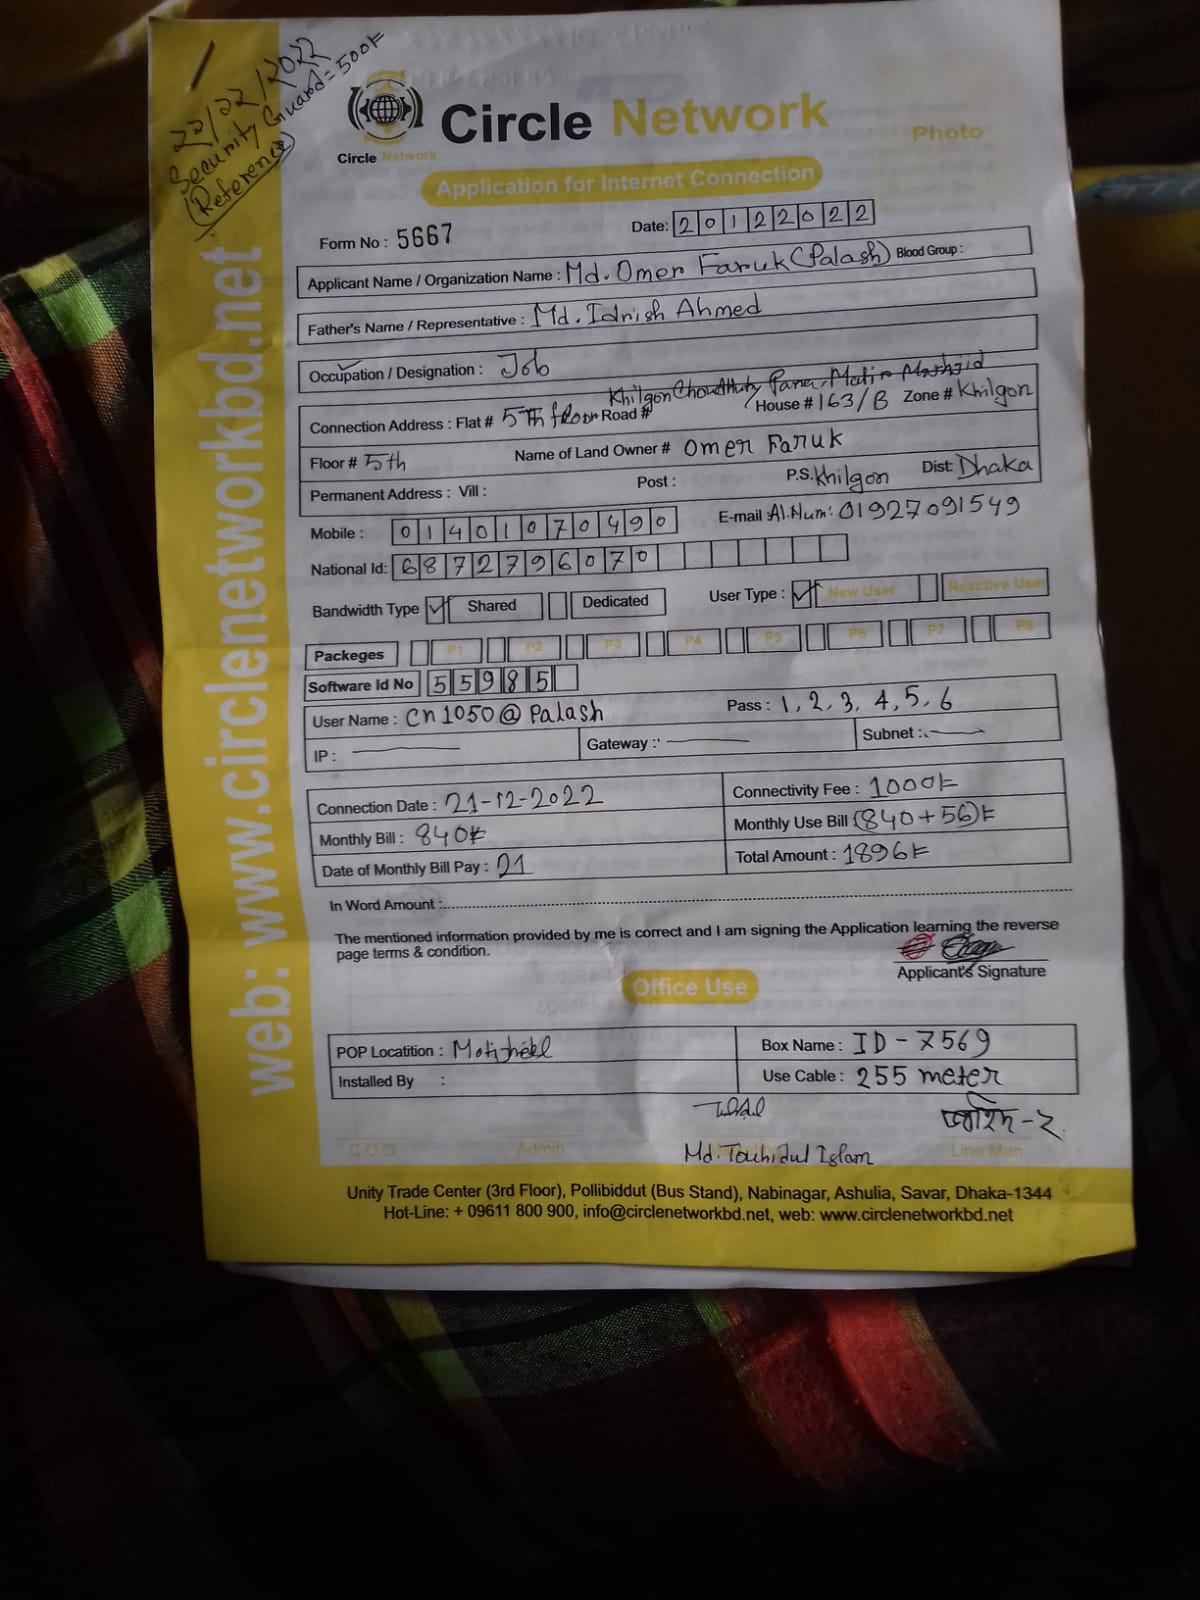 22/02/2022
Security Guard = 500৳
(Reference)
Circle Network
Circle Network
Photo
Application for Internet Connection
Form No : 5667
Date: 20122022
Applicant Name / Organization Name : Md. Omer Faruk (Palash) Blood Group :
Father's Name / Representative : Md. Idrish Ahmed
Occupation / Designation : Job
Khilgon Choudhury Para, Matir Mashjid
Connection Address : Flat # 5th floor Road # House # 163/B Zone # Khilgon
Floor # 5th Name of Land Owner # Omer Faruk
Permanent Address : Vill : Post : P.S. Khilgon Dist: Dhaka
Mobile : 01401070490 E-mail : Al. Num: 01927091549
National Id: 6872796070
Bandwidth Type Shared Dedicated User Type : New User Reactive User
Packeges P1 P2 P3 P4 P5 P6 P7 P8
Software Id No 55985
User Name : Cn1050@Palash Pass : 1, 2, 3, 4, 5, 6
IP : Gateway : Subnet :
Connection Date : 21-12-2022 Connectivity Fee : 1000৳
Monthly Bill : 840৳ Monthly Use Bill (840+56)৳
Date of Monthly Bill Pay : 21 Total Amount : 1896৳
In Word Amount :
The mentioned information provided by me is correct and I am signing the Application learning the reverse
page terms & condition.
Applicant's Signature
Office Use
POP Locatition : Motijheel Box Name : ID - 7569
Installed By : Use Cable : 255 meter
Md. Touhidul Islam
C.O.O Admin Line Man
Unity Trade Center (3rd Floor), Pollibiddut (Bus Stand), Nabinagar, Ashulia, Savar, Dhaka-1344
Hot-Line: + 09611 800 900, info@circlenetworkbd.net, web: www.circlenetworkbd.net
web: www.circlenetworkbd.net